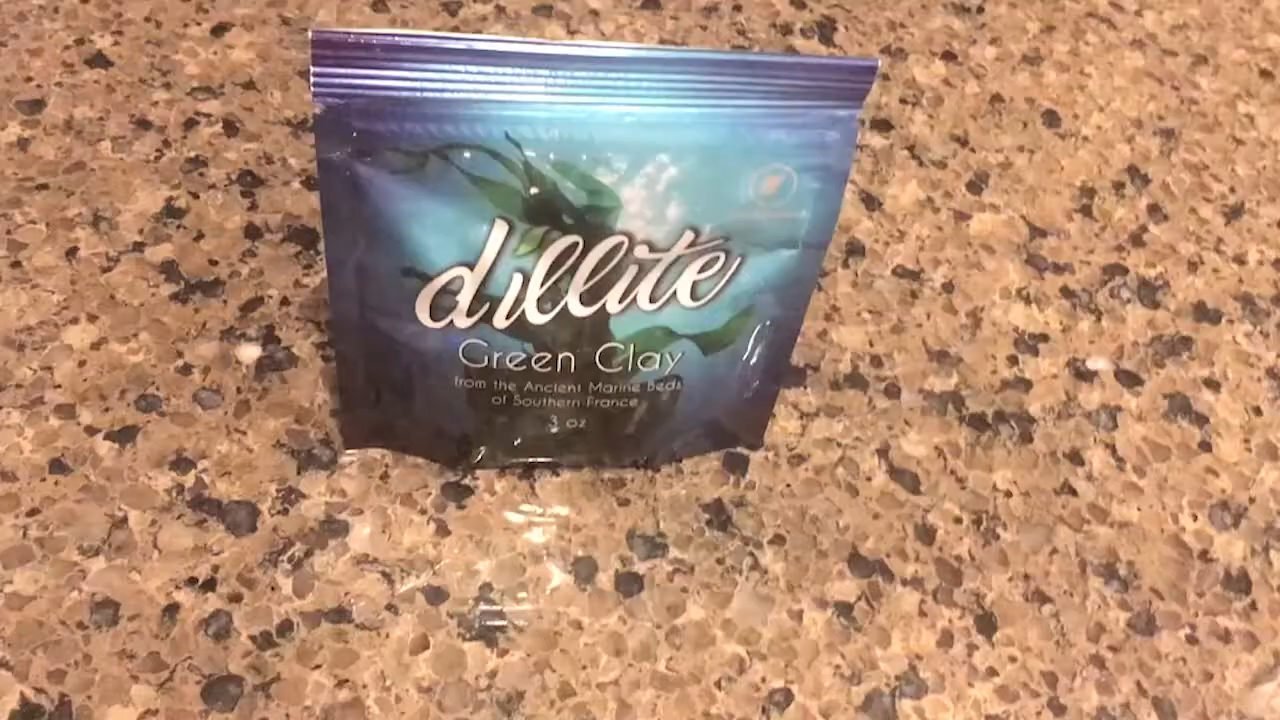 dillite
Green Clay
from the Ancient Marine Beds
of Southern France
3 oz